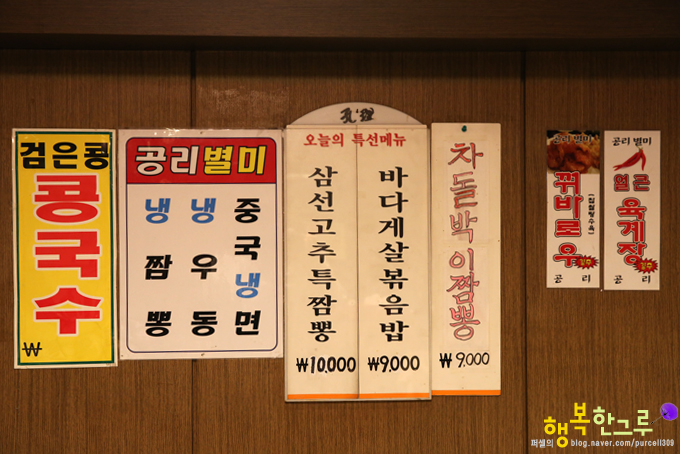 검은콩
콩국수
₩
공리별미
냉짬뽕
냉우동
중국냉면
오늘의 특선메뉴
삼선고추특짬뽕
₩10,000
바다게살볶음밥
₩9,000
차돌박이짬뽕
₩9,000
공리 별미
꿔바로우
공리
공리 별미
얼큰
육게장
공리
행복한그루
퍼셀의 blog.naver.com/purcell309